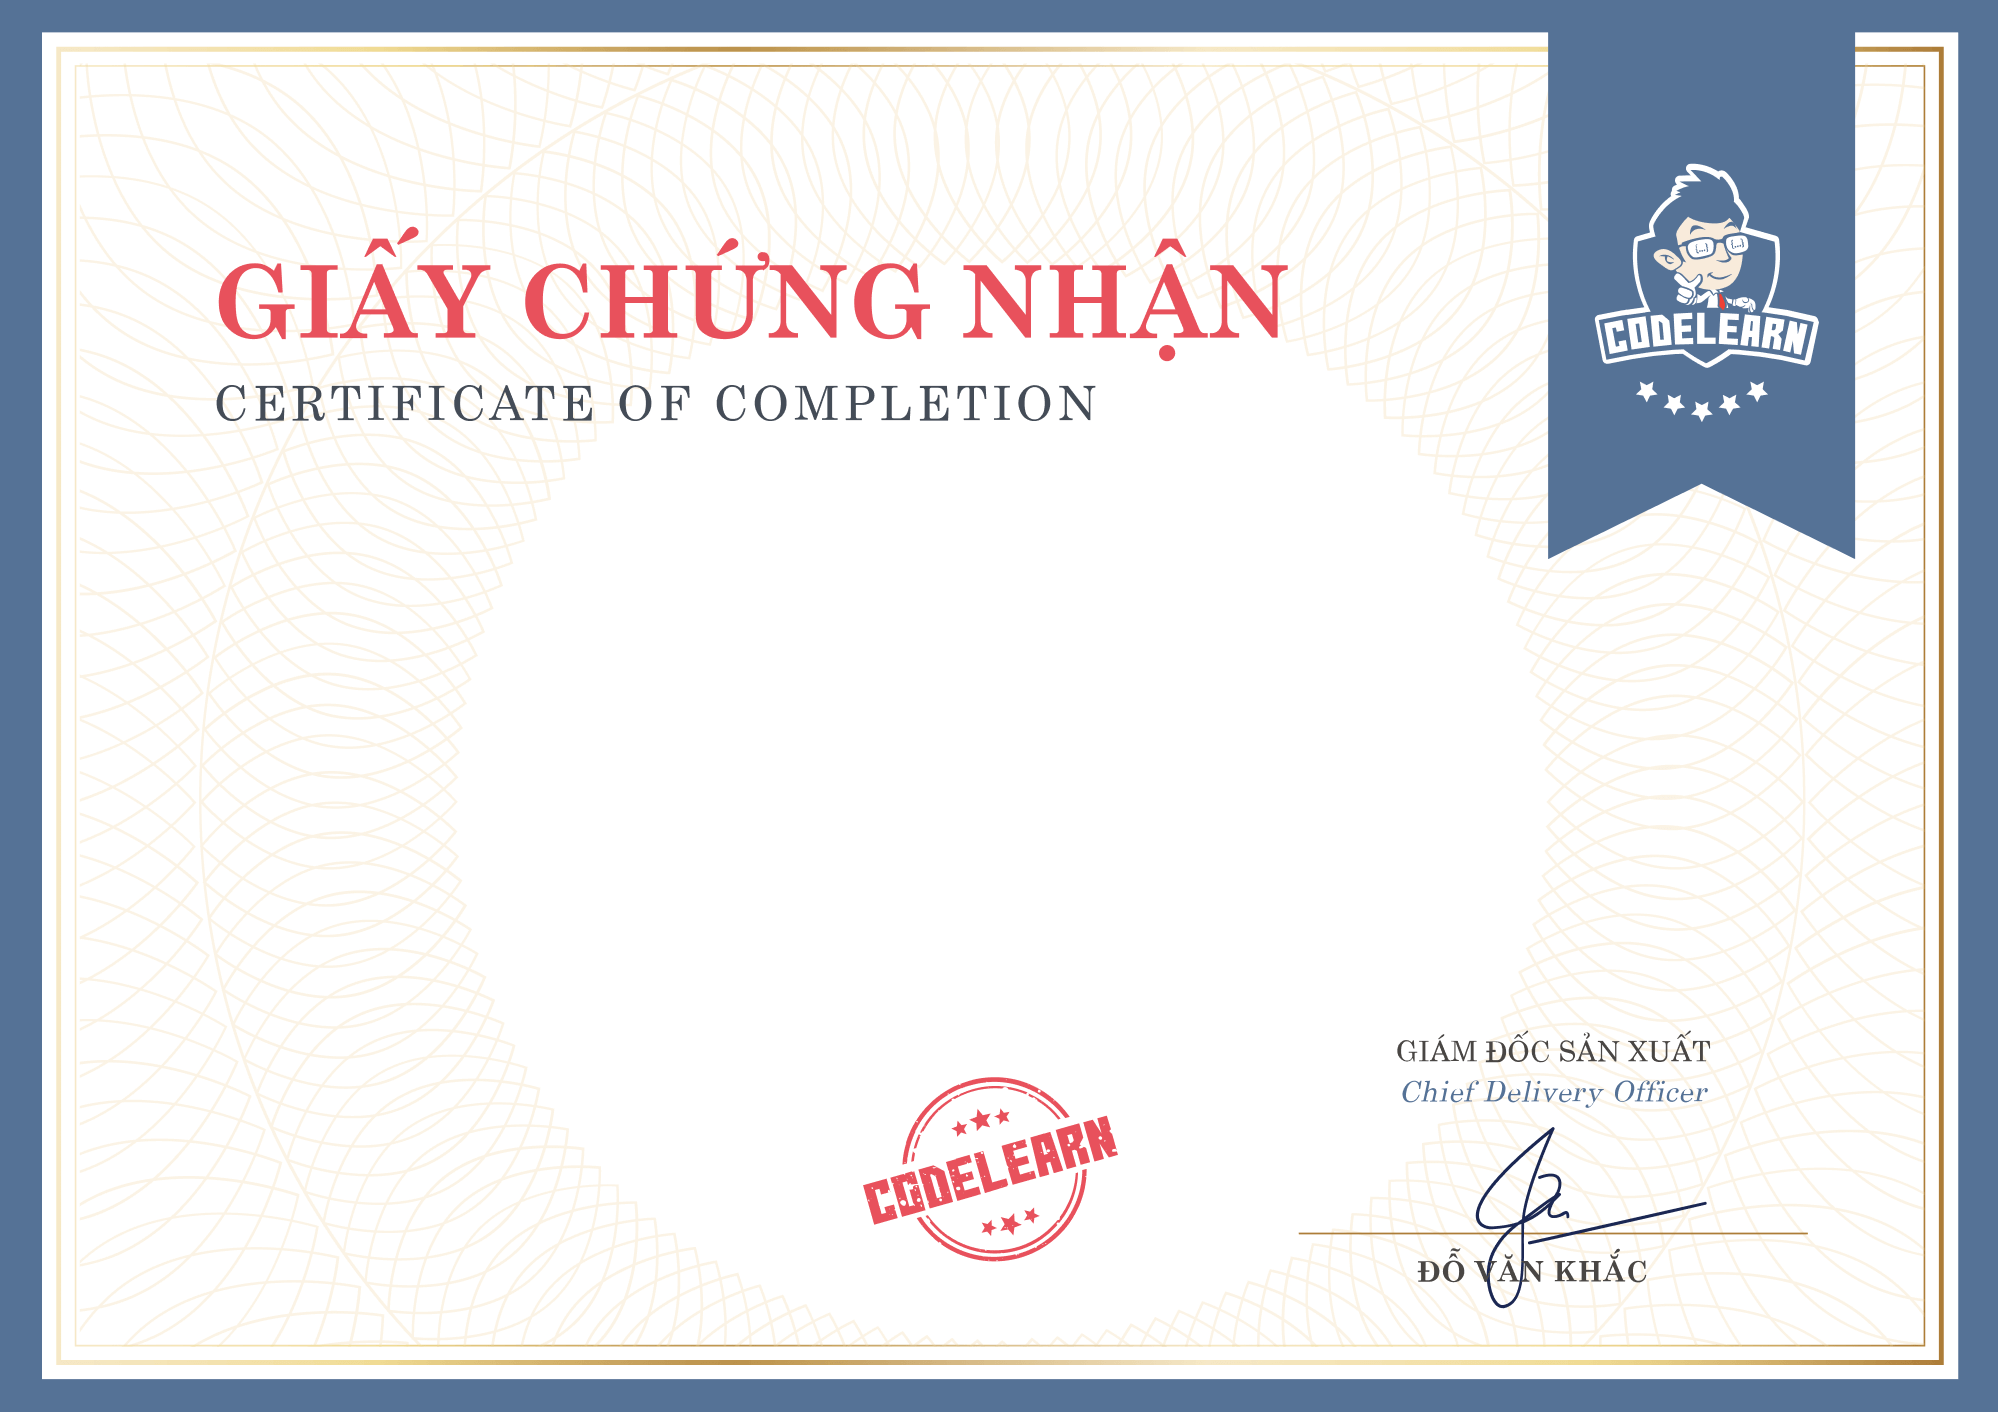 GIẤY CHỨNG NHẬN
CERTIFICATE OF COMPLETION
CODELEARN
GIÁM ĐỐC SẢN XUẤT
Chief Delivery Officer
CODELEARN
ĐỖ VĂN KHẮC